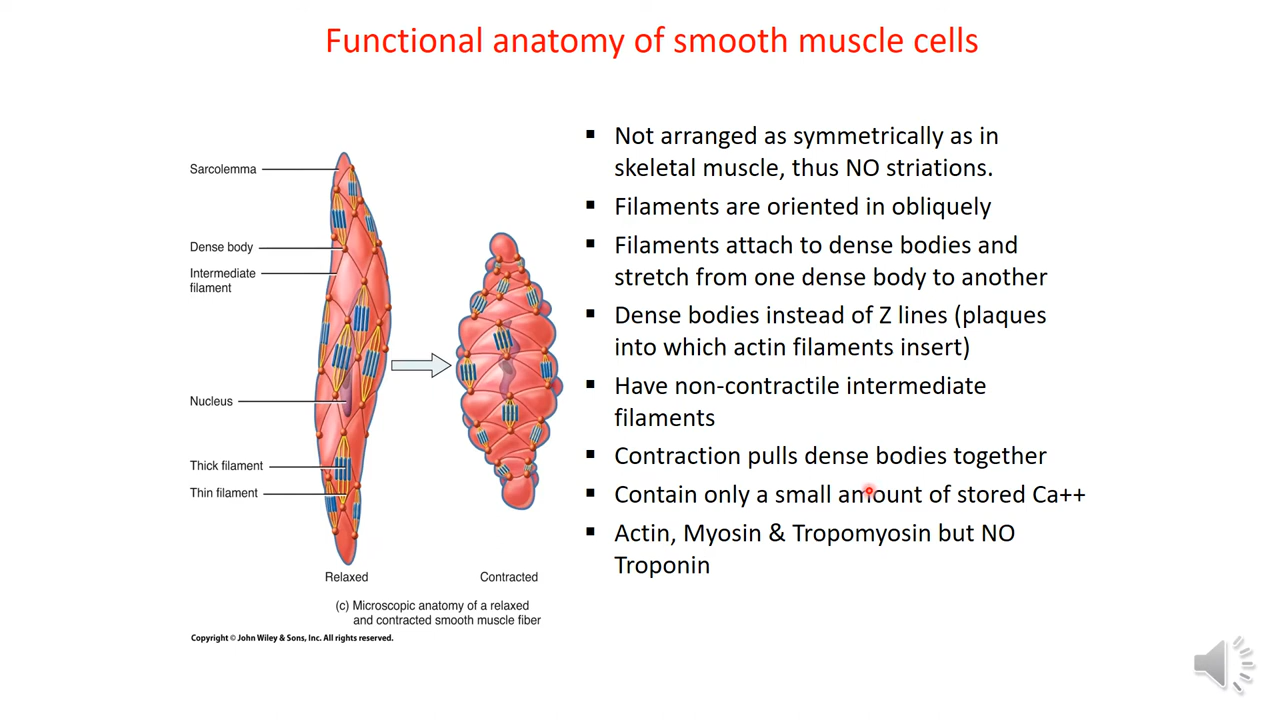 Functional anatomy of smooth muscle cells
Sarcolemma
Dense body
Intermediate
filament
Nucleus
Thick filament
Thin filament
Relaxed
Contracted
(c) Microscopic anatomy of a relaxed
and contracted smooth muscle fiber
Copyright © John Wiley & Sons, Inc. All rights reserved.
▪ Not arranged as symmetrically as in
skeletal muscle, thus NO striations.
▪ Filaments are oriented in obliquely
▪ Filaments attach to dense bodies and
stretch from one dense body to another
▪ Dense bodies instead of Z lines (plaques
into which actin filaments insert)
▪ Have non-contractile intermediate
filaments
▪ Contraction pulls dense bodies together
▪ Contain only a small amount of stored Ca++
▪ Actin, Myosin & Tropomyosin but NO
Troponin